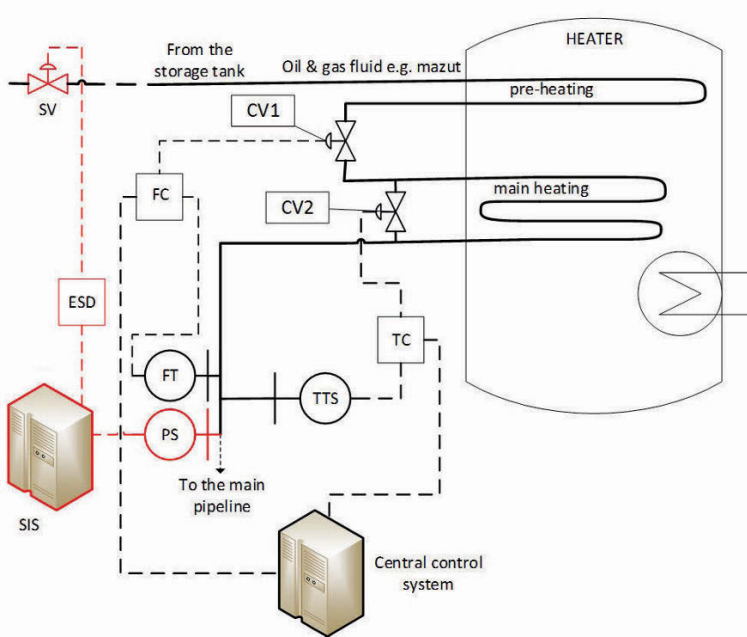 HEATER
From the
storage tank
Oil & gas fluid e.g. mazut
pre-heating
SV
CV1
FC
main heating
CV2
ESD
TC
FT
TTS
PS
To the main
pipeline
SIS
Central control
system